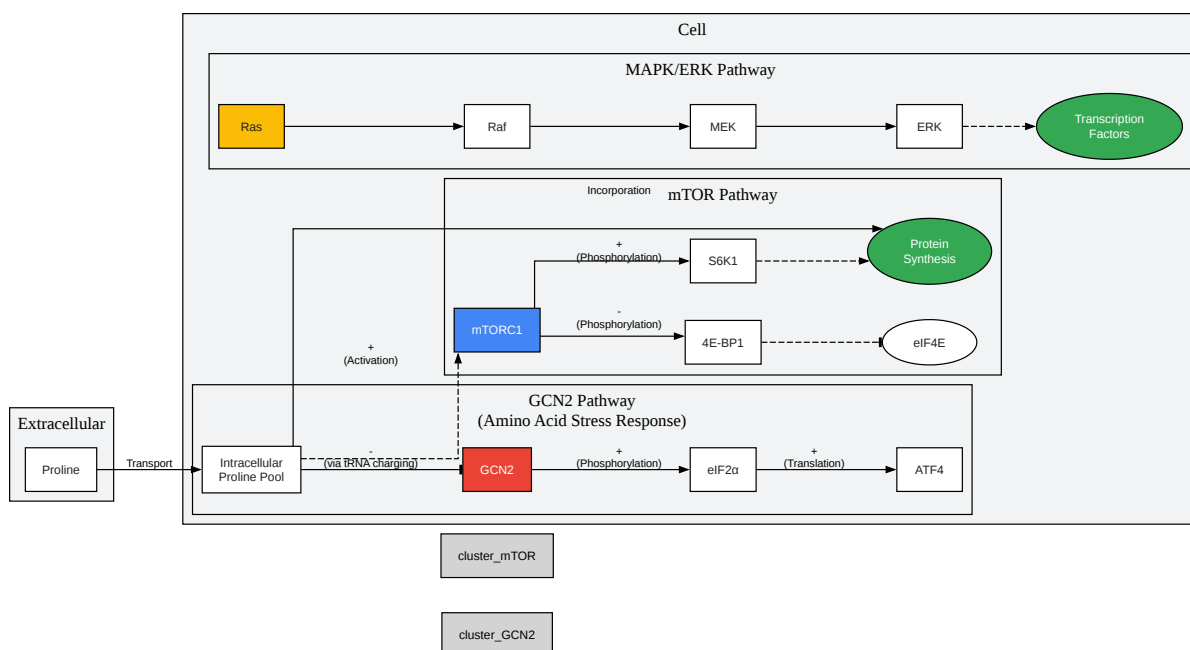 Cell
MAPK/ERK Pathway
Ras
Raf
MEK
ERK
Transcription
Factors
Incorporation
mTOR Pathway
+
(Phosphorylation)
S6K1
Protein
Synthesis
mTORC1
-
(Phosphorylation)
4E-BP1
eIF4E
+
(Activation)
GCN2 Pathway
(Amino Acid Stress Response)
Extracellular
Proline
Transport
Intracellular
Proline Pool
-
(via tRNA charging)
GCN2
+
(Phosphorylation)
eIF2α
+
(Translation)
ATF4
cluster_mTOR
cluster_GCN2